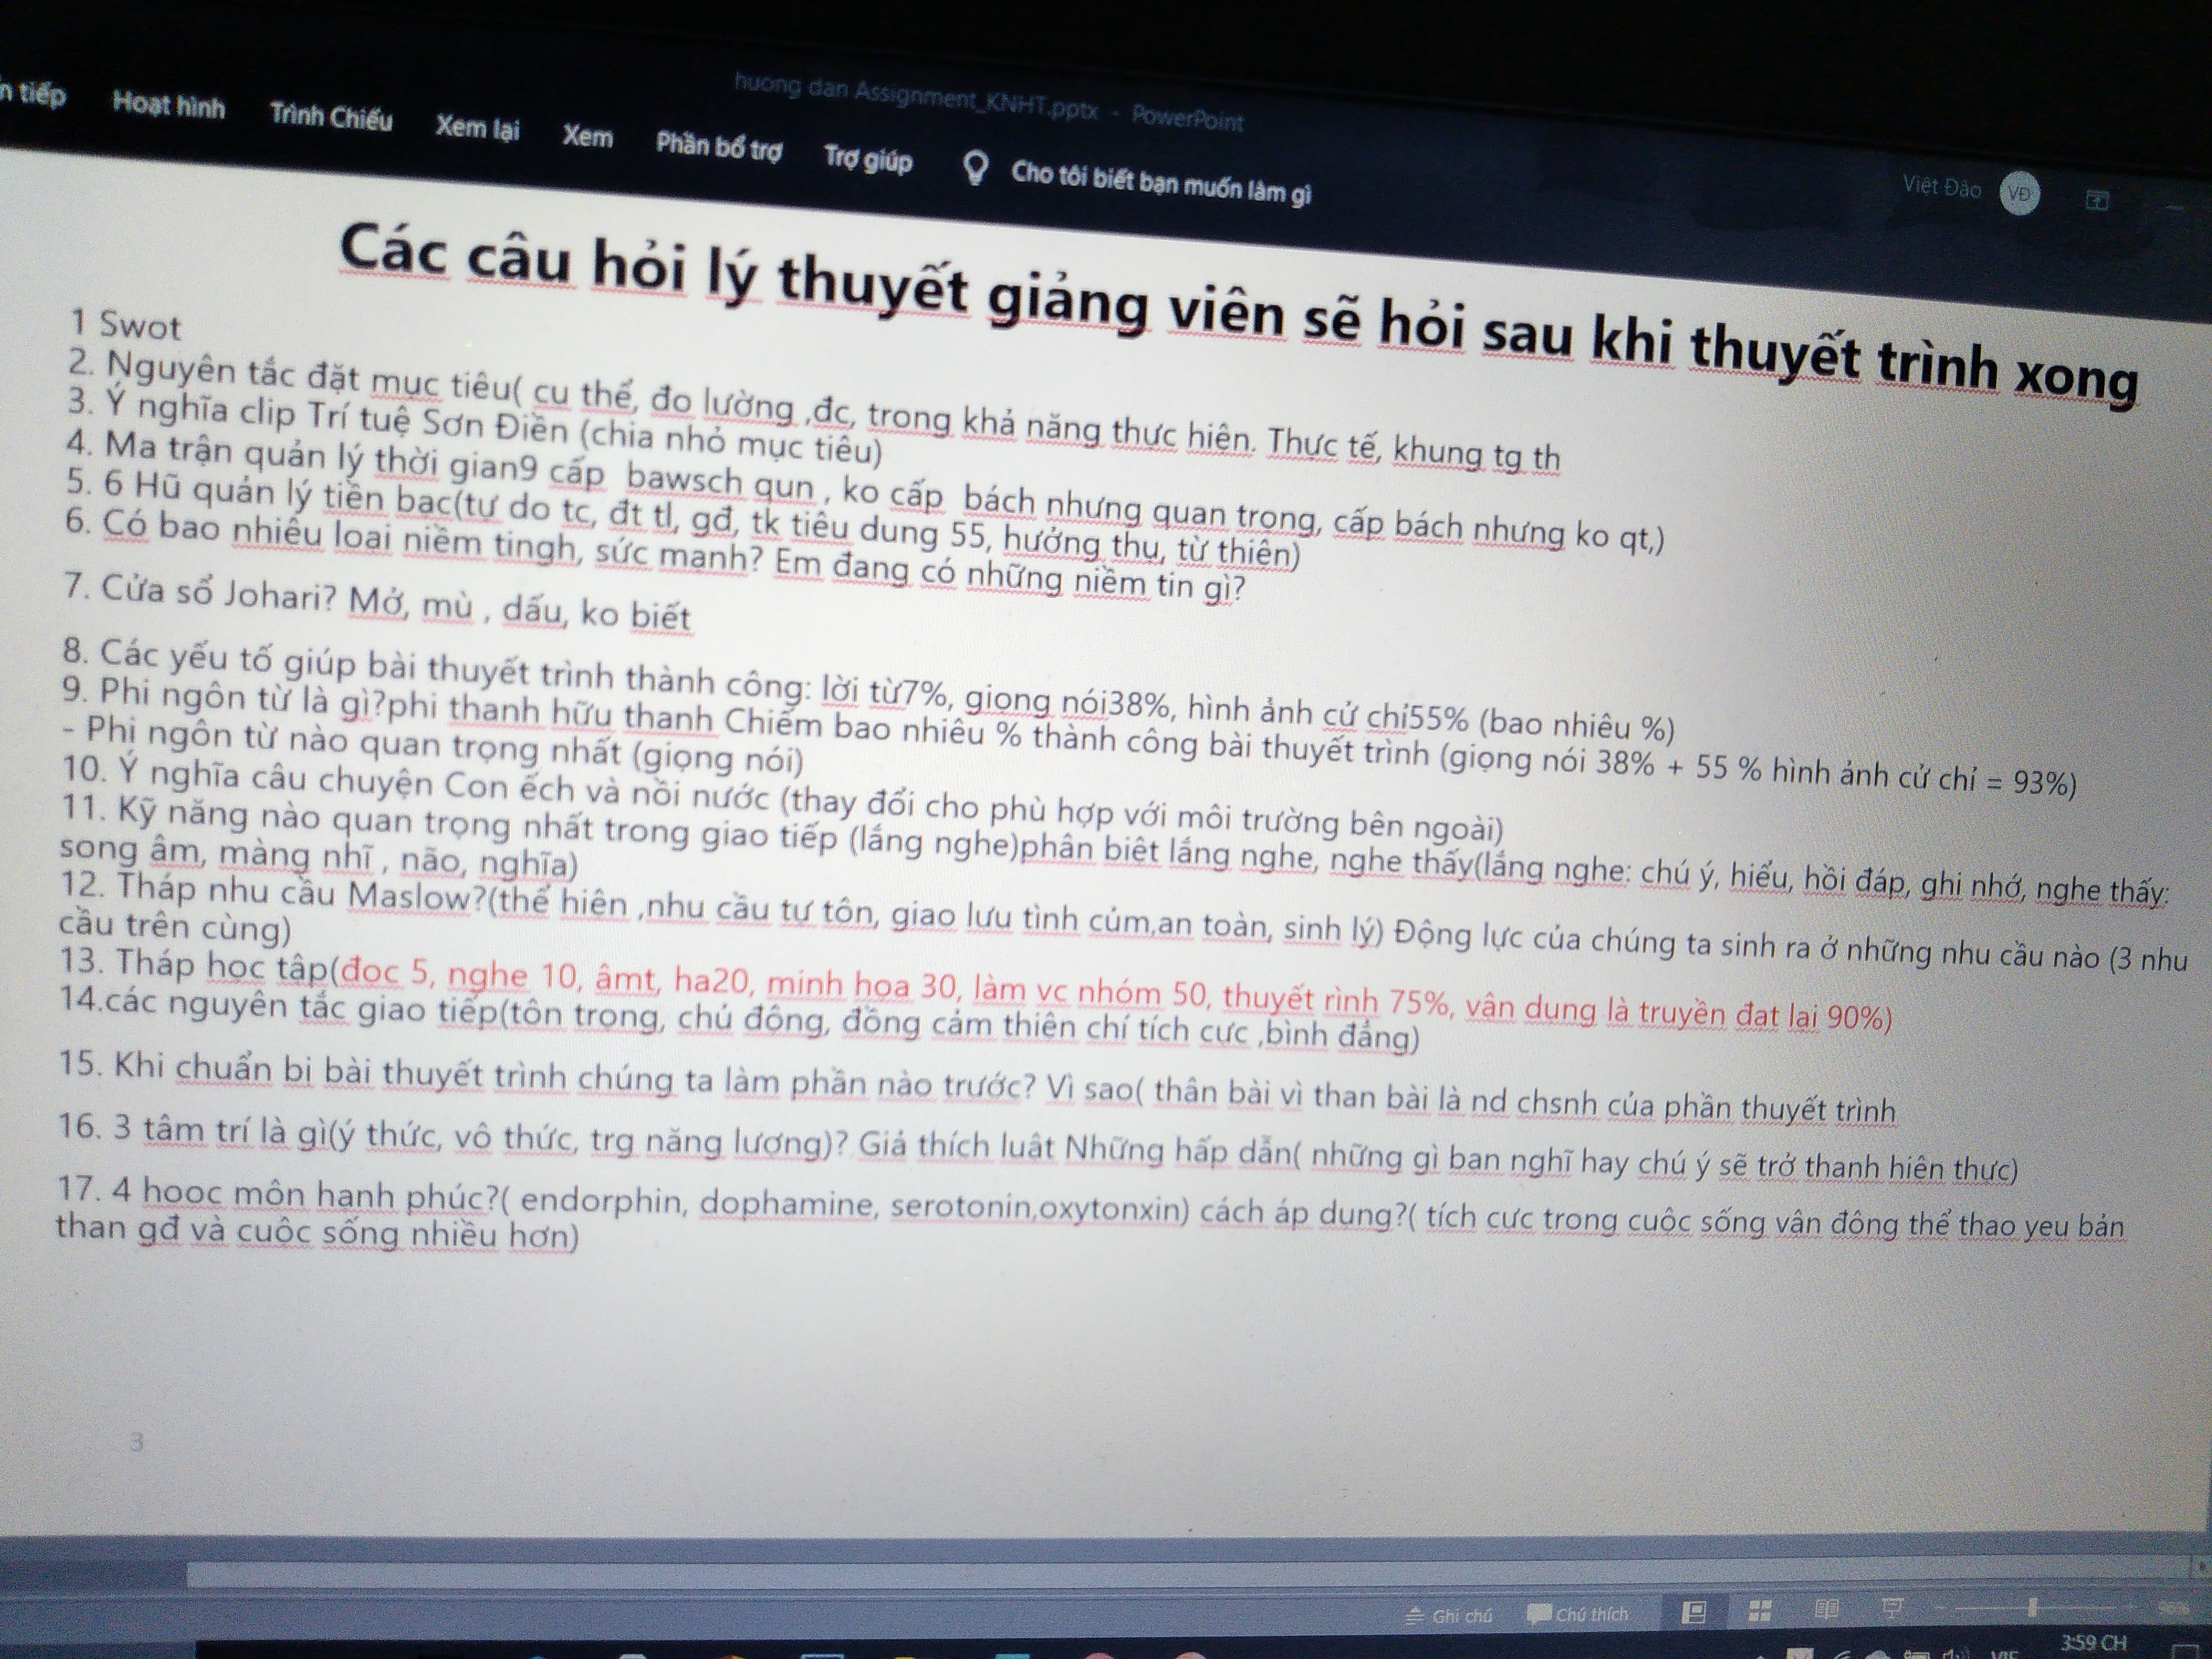 huong dan Assignment_KNHT.pptx - PowerPoint
n tiếp Hoạt hình Trình Chiếu Xem lại Xem Phần bổ trợ Trợ giúp Cho tôi biết bạn muốn làm gì
Việt Đào VĐ
Các câu hỏi lý thuyết giảng viên sẽ hỏi sau khi thuyết trình xong
1 Swot
2. Nguyên tắc đặt mục tiêu( cu thể, đo lường ,đc, trong khả năng thực hiện. Thực tế, khung tg th
3. Ý nghĩa clip Trí tuệ Sơn Điền (chia nhỏ mục tiêu)
4. Ma trận quản lý thời gian9 cấp bawsch qun , ko cấp bách nhưng quan trong, cấp bách nhưng ko qt,)
5. 6 Hũ quản lý tiền bạc(tự do tc, đt tl, gđ, tk tiêu dung 55, hưởng thụ, từ thiện)
6. Có bao nhiêu loại niềm tingh, sức mạnh? Em đang có những niềm tin gì?
7. Cửa sổ Johari? Mở, mù , dấu, ko biết
8. Các yếu tố giúp bài thuyết trình thành công: lời từ7%, giọng nói38%, hình ảnh cử chỉ55% (bao nhiêu %)
9. Phi ngôn từ là gì?phi thanh hữu thanh Chiếm bao nhiêu % thành công bài thuyết trình (giọng nói 38% + 55 % hình ảnh cử chỉ = 93%)
- Phi ngôn từ nào quan trọng nhất (giọng nói)
10. Ý nghĩa câu chuyện Con ếch và nồi nước (thay đổi cho phù hợp với môi trường bên ngoài)
11. Kỹ năng nào quan trọng nhất trong giao tiếp (lắng nghe)phân biệt lắng nghe, nghe thấy(lắng nghe: chú ý, hiểu, hồi đáp, ghi nhớ, nghe thấy:
song âm, màng nhĩ , não, nghĩa)
12. Tháp nhu cầu Maslow?(thể hiện ,nhu cầu tự tôn, giao lưu tình củm,an toàn, sinh lý) Động lực của chúng ta sinh ra ở những nhu cầu nào (3 nhu
cầu trên cùng)
13. Tháp học tập(đọc 5, nghe 10, âmt, ha20, minh họa 30, làm vc nhóm 50, thuyết rình 75%, vân dung là truyền đạt lại 90%)
14.các nguyên tắc giao tiếp(tôn trọng, chủ động, đồng cảm thiện chí tích cực ,bình đẳng)
15. Khi chuẩn bị bài thuyết trình chúng ta làm phần nào trước? Vì sao( thân bài vì than bài là nd chsnh của phần thuyết trình
16. 3 tâm trí là gì(ý thức, vô thức, trg năng lượng)? Giả thích luật Những hấp dẫn( những gì bạn nghĩ hay chú ý sẽ trở thanh hiện thực)
17. 4 hooc môn hạnh phúc?( endorphin, dophamine, serotonin,oxytonxin) cách áp dụng?( tích cực trong cuộc sống vân động thể thao yeu bản
than gđ và cuộc sống nhiều hơn)
3
Ghi chú Chú thích
VIE 3:59 CH